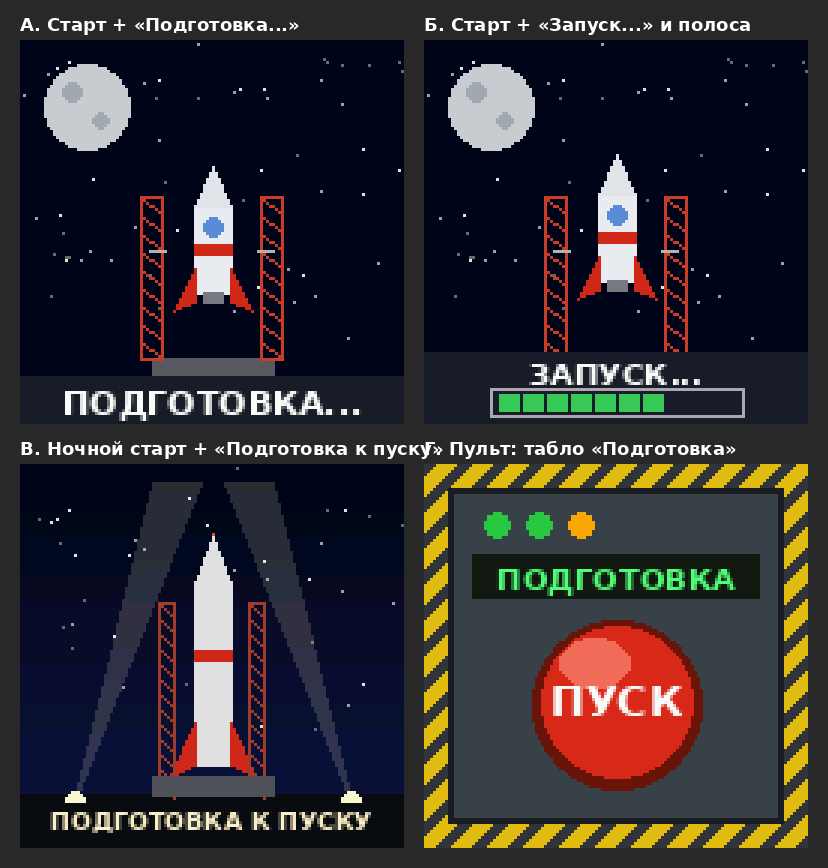 А. Старт + «Подготовка...»
Б. Старт + «Запуск...» и полоса
ПОДГОТОВКА...
ЗАПУСК...
В. Ночной старт + «Подготовка к пуску»
Г. Пульт: табло «Подготовка»
ПОДГОТОВКА К ПУСКУ
ПОДГОТОВКА
ПУСК